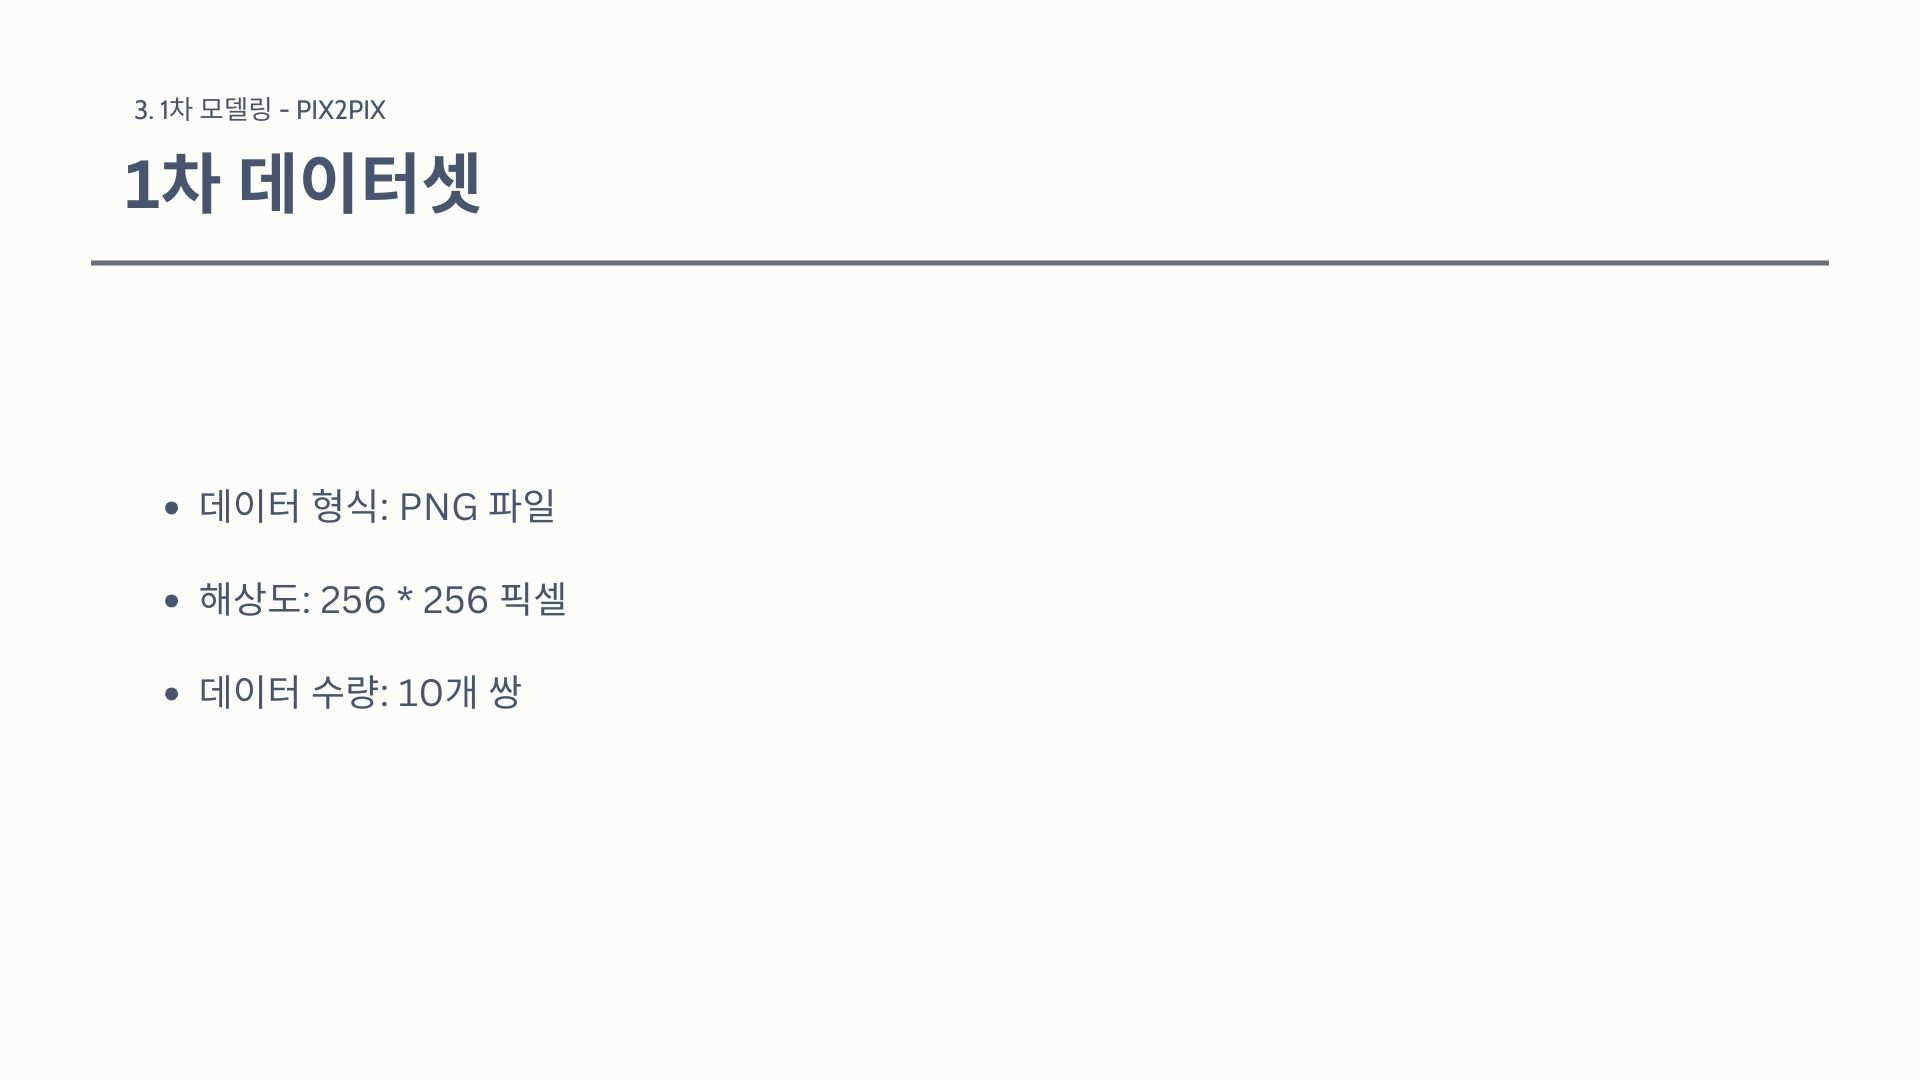 3. 1차 모델링 - PIX2PIX
1차 데이터셋
• 데이터 형식: PNG 파일
• 해상도: 256 * 256 픽셀
• 데이터 수량: 10개 쌍